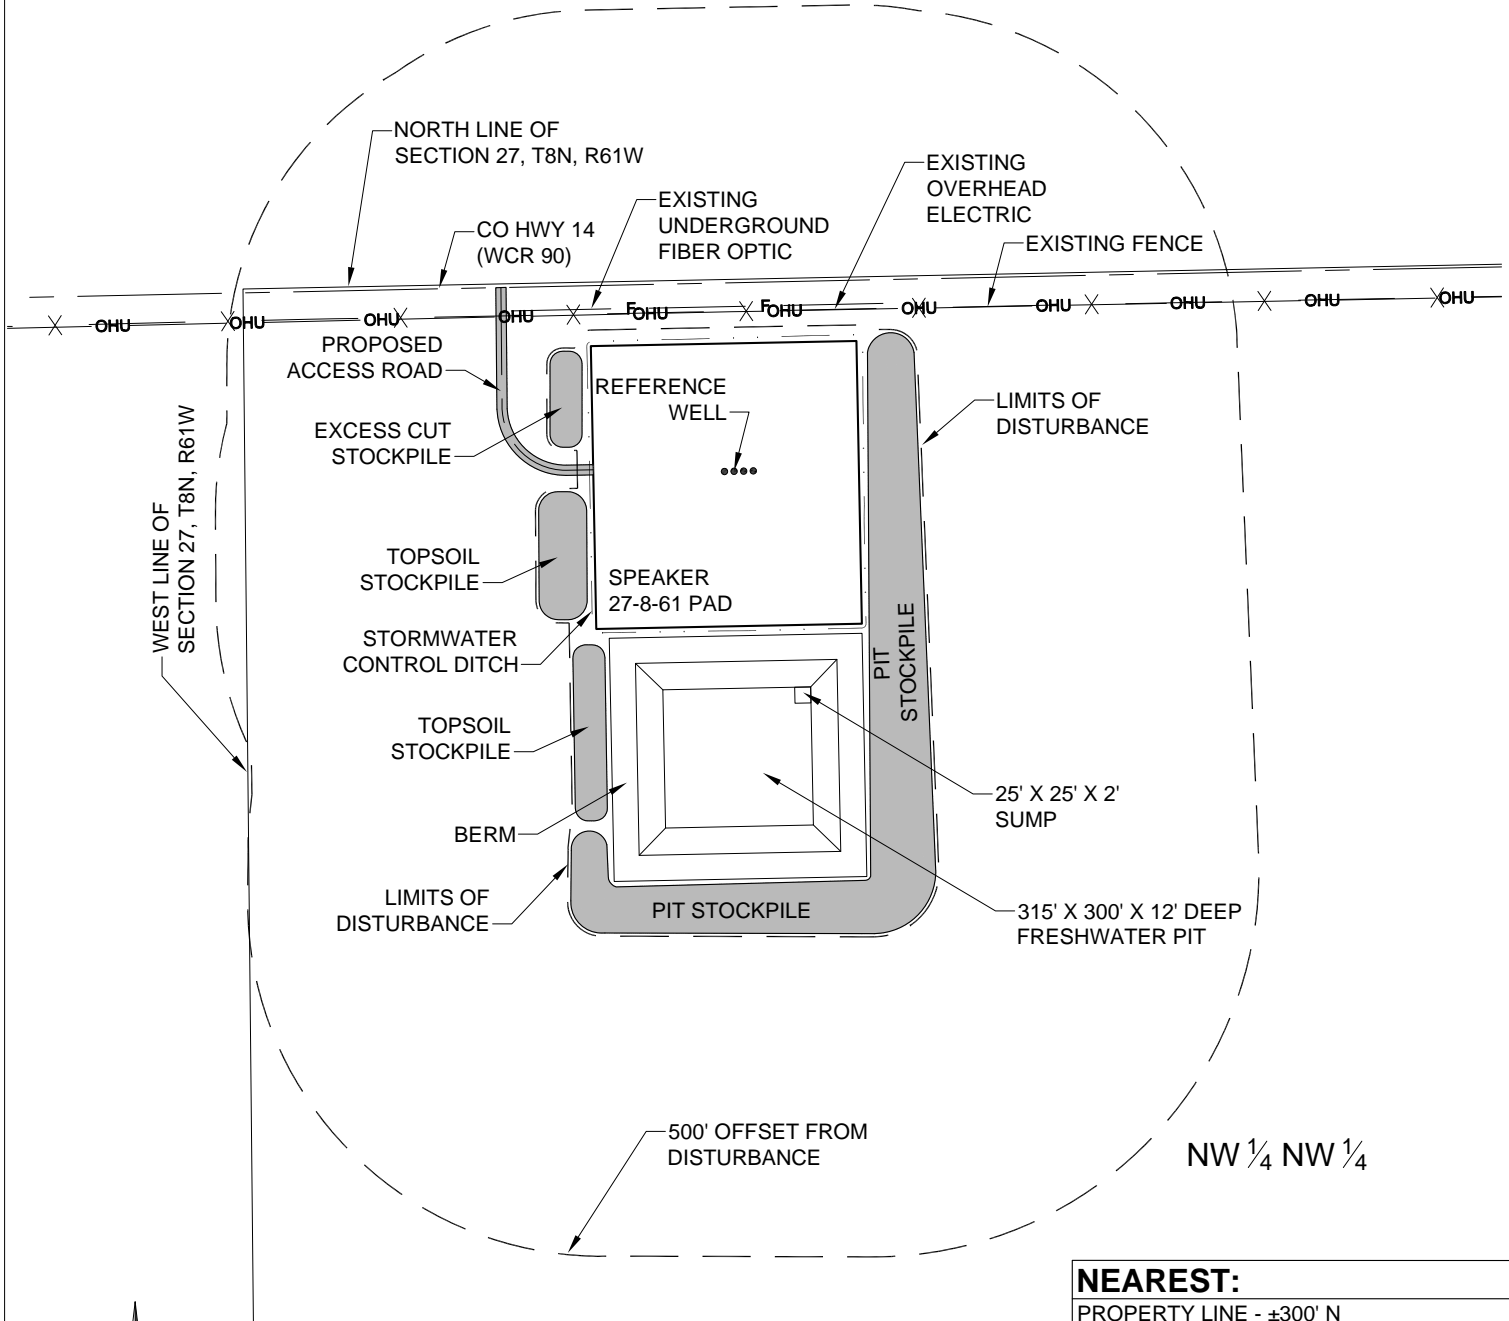 NORTH LINE OF
SECTION 27, T8N, R61W
EXISTING
OVERHEAD
ELECTRIC
EXISTING
UNDERGROUND
FIBER OPTIC
CO HWY 14
(WCR 90)
EXISTING FENCE
OHU
OHU
OHU
OHU
FOHU
FOHU
OHU
OHU
OHU
OHU
OHU
PROPOSED
ACCESS ROAD
REFERENCE
WELL
LIMITS OF
DISTURBANCE
EXCESS CUT
STOCKPILE
WEST LINE OF
SECTION 27, T8N, R61W
TOPSOIL
STOCKPILE
SPEAKER
27-8-61 PAD
STORMWATER
CONTROL DITCH
PIT
STOCKPILE
TOPSOIL
STOCKPILE
25' X 25' X 2'
SUMP
BERM
LIMITS OF
DISTURBANCE
PIT STOCKPILE
315' X 300' X 12' DEEP
FRESHWATER PIT
500' OFFSET FROM
DISTURBANCE
NW 1/4 NW 1/4
NEAREST:
PROPERTY LINE - ±300' N